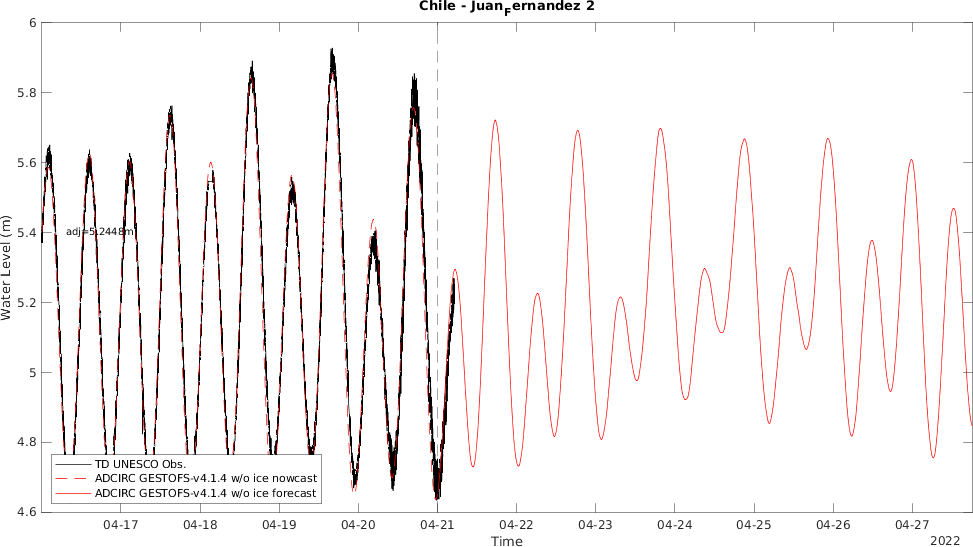 Chile - JuanFernandez 2
6
5.8
5.6
5.4
5.2
5
4.8
4.6
Water Level (m)
adj=5.2448m
TD UNESCO Obs.
ADCIRC GESTOFS-v4.1.4 w/o ice nowcast
ADCIRC GESTOFS-v4.1.4 w/o ice forecast
04-17 04-18 04-19 04-20 04-21 04-22 04-23 04-24 04-25 04-26 04-27
Time
2022